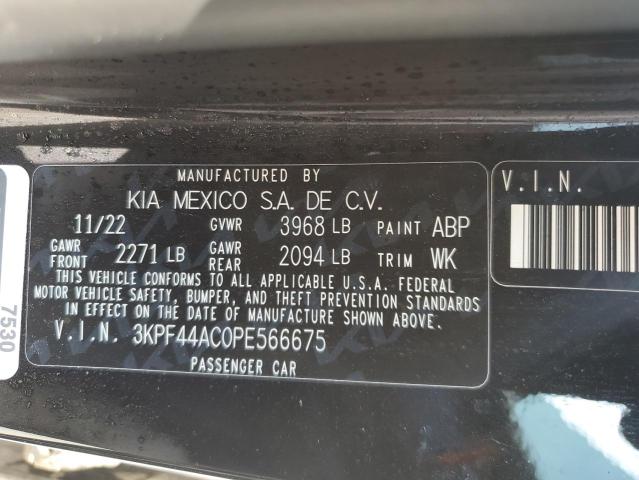 MANUFACTURED BY
KIA MEXICO S.A. DE C.V.
11/22 GVWR 3968 LB PAINT ABP
GAWR FRONT 2271 LB GAWR REAR 2094 LB TRIM WK
THIS VEHICLE CONFORMS TO ALL APPLICABLE U.S.A. FEDERAL
MOTOR VEHICLE SAFETY, BUMPER, AND THEFT PREVENTION STANDARDS
IN EFFECT ON THE DATE OF MANUFACTURE SHOWN ABOVE.
V.I.N. 3KPF44AC0PE566675
PASSENGER CAR
V.I.N.
7530